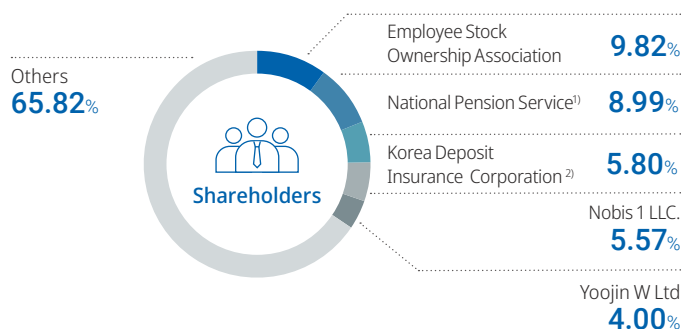 Others
65.82%
Shareholders
Employee Stock
Ownership Association
9.82%
National Pension Service1)
8.99%
Korea Deposit
Insurance Corporation 2)
5.80%
Nobis 1 LLC.
5.57%
Yoojin W Ltd
4.00%